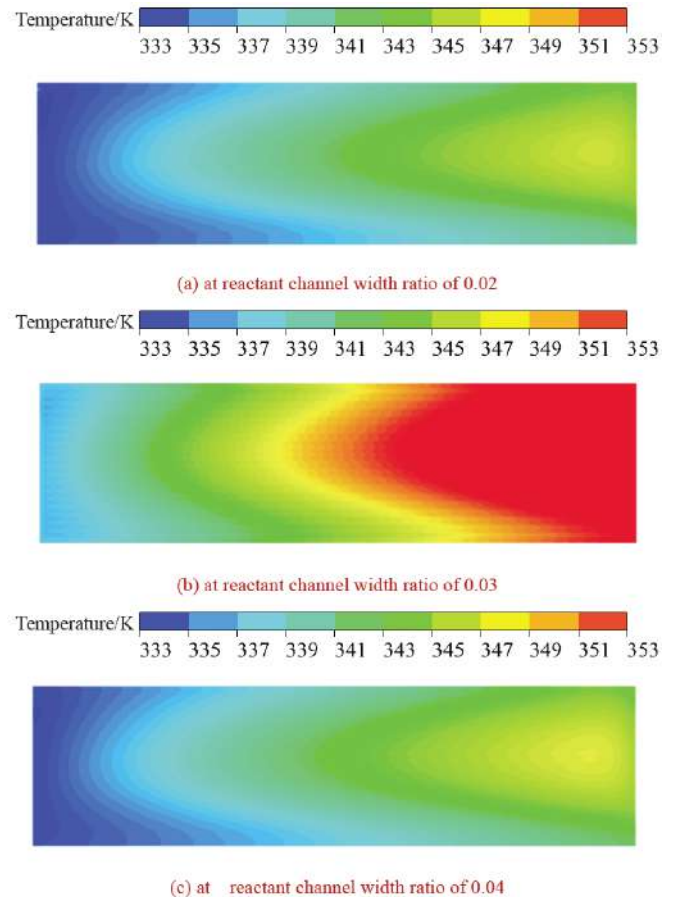 Temperature/K
333 335 337 339 341 343 345 347 349 351 353
(a) at reactant channel width ratio of 0.02
Temperature/K
333 335 337 339 341 343 345 347 349 351 353
(b) at reactant channel width ratio of 0.03
Temperature/K
333 335 337 339 341 343 345 347 349 351 353
(c) at reactant channel width ratio of 0.04